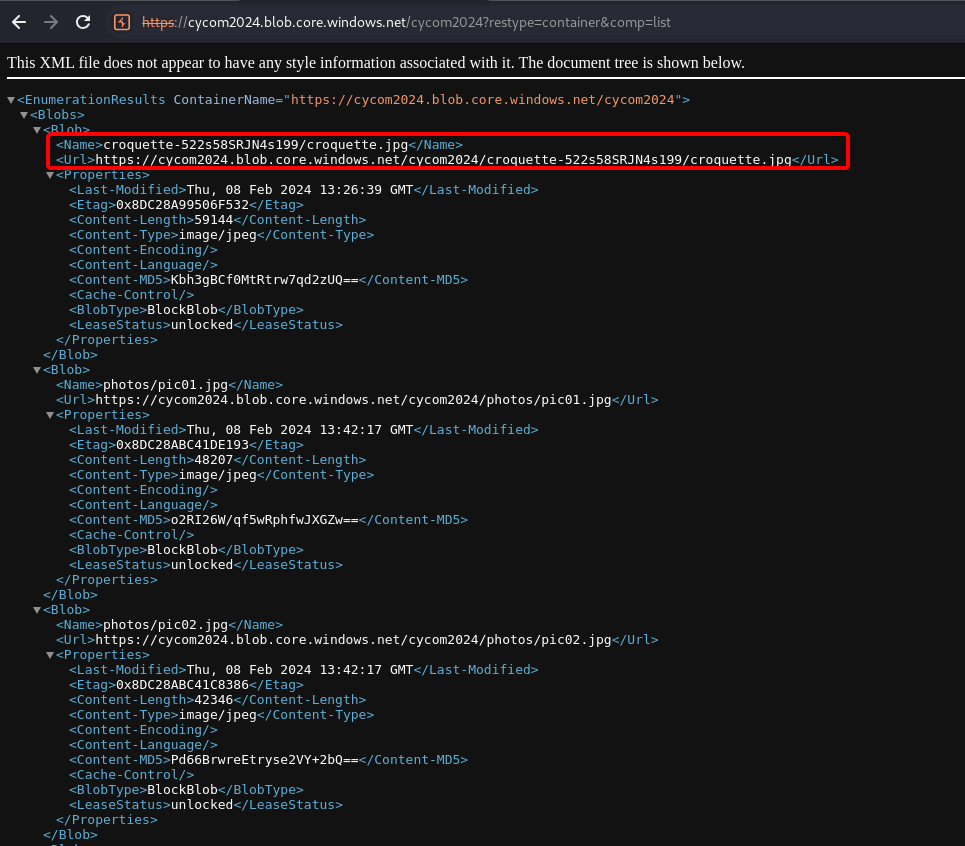 https://cycom2024.blob.core.windows.net/cycom2024?restype=container&comp=list
This XML file does not appear to have any style information associated with it. The document tree is shown below.
<EnumerationResults ContainerName="https://cycom2024.blob.core.windows.net/cycom2024">
<Blobs>
<Blob>
<Name>croquette-522s58SRJN4s199/croquette.jpg</Name>
<Url>https://cycom2024.blob.core.windows.net/cycom2024/croquette-522s58SRJN4s199/croquette.jpg</Url>
<Properties>
<Last-Modified>Thu, 08 Feb 2024 13:26:39 GMT</Last-Modified>
<Etag>0x8DC28A99506F532</Etag>
<Content-Length>59144</Content-Length>
<Content-Type>image/jpeg</Content-Type>
<Content-Encoding/>
<Content-Language/>
<Content-MD5>Kbh3gBCf0MtRtrw7qd2zUQ==</Content-MD5>
<Cache-Control/>
<BlobType>BlockBlob</BlobType>
<LeaseStatus>unlocked</LeaseStatus>
</Properties>
</Blob>
<Blob>
<Name>photos/pic01.jpg</Name>
<Url>https://cycom2024.blob.core.windows.net/cycom2024/photos/pic01.jpg</Url>
<Properties>
<Last-Modified>Thu, 08 Feb 2024 13:42:17 GMT</Last-Modified>
<Etag>0x8DC28ABC41DE193</Etag>
<Content-Length>48207</Content-Length>
<Content-Type>image/jpeg</Content-Type>
<Content-Encoding/>
<Content-Language/>
<Content-MD5>o2RI26W/qf5wRphfwJXGZw==</Content-MD5>
<Cache-Control/>
<BlobType>BlockBlob</BlobType>
<LeaseStatus>unlocked</LeaseStatus>
</Properties>
</Blob>
<Blob>
<Name>photos/pic02.jpg</Name>
<Url>https://cycom2024.blob.core.windows.net/cycom2024/photos/pic02.jpg</Url>
<Properties>
<Last-Modified>Thu, 08 Feb 2024 13:42:17 GMT</Last-Modified>
<Etag>0x8DC28ABC41C8386</Etag>
<Content-Length>42346</Content-Length>
<Content-Type>image/jpeg</Content-Type>
<Content-Encoding/>
<Content-Language/>
<Content-MD5>Pd66BrwreEtryse2VY+2bQ==</Content-MD5>
<Cache-Control/>
<BlobType>BlockBlob</BlobType>
<LeaseStatus>unlocked</LeaseStatus>
</Properties>
</Blob>